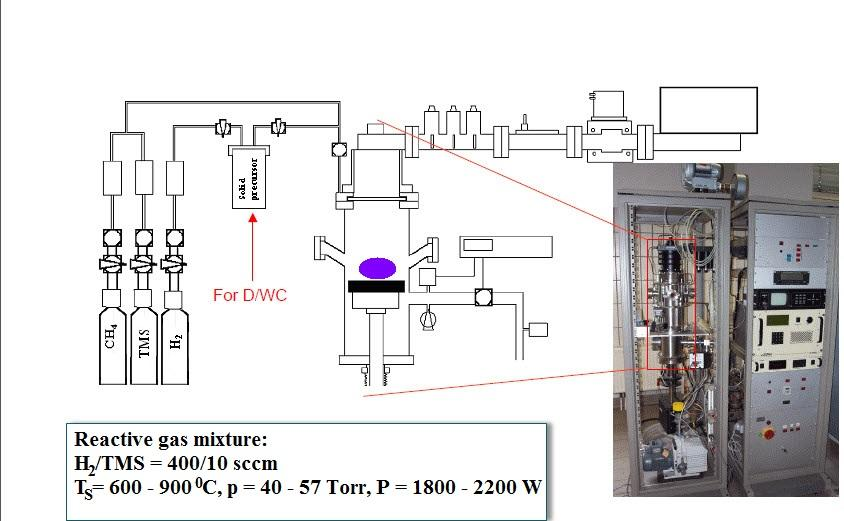 Solid
precursor
For D/WC
CH₄
TMS
H₂
Reactive gas mixture:
H₂/TMS = 400/10 sccm
Tₛ= 600 - 900 ⁰C, p = 40 - 57 Torr, P = 1800 - 2200 W